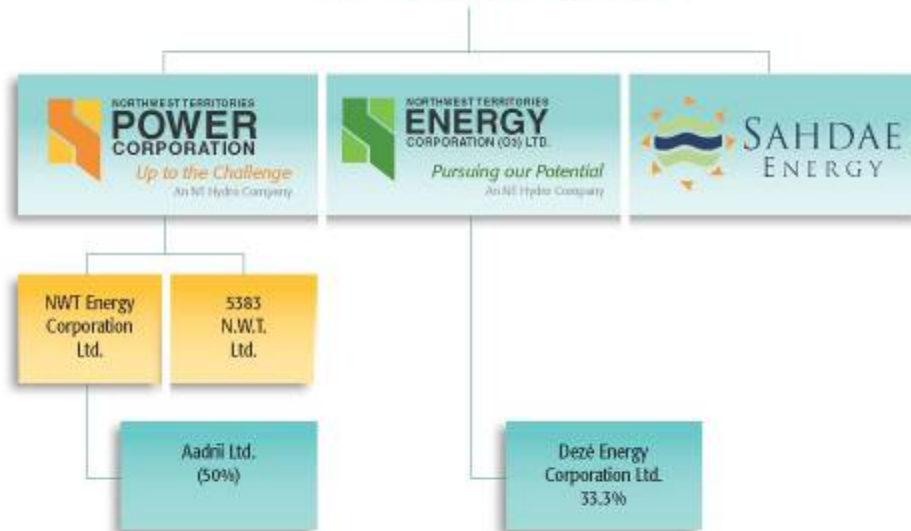 NORTHWEST TERRITORIES
POWER
CORPORATION
Up to the Challenge
An NT Hydro Company
NORTHWEST TERRITORIES
ENERGY
CORPORATION (03) LTD.
Pursuing our Potential
An NT Hydro Company
SAHDAE
ENERGY
NWT Energy
Corporation
Ltd.
5383
N.W.T.
Ltd.
Aadrii Ltd.
(50%)
Dezé Energy
Corporation Ltd.
33.3%